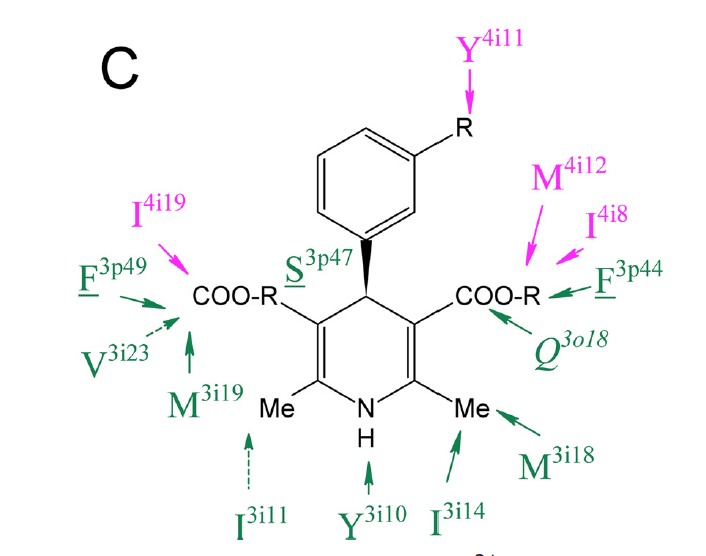 C
Y4i11
R
M4i12
I4i19
I4i8
S3p47
F3p49
F3p44
COO-R
COO-R
V3i23
Q3o18
M3i19
Me
N
H
Me
M3i18
I3i11
Y3i10
I3i14